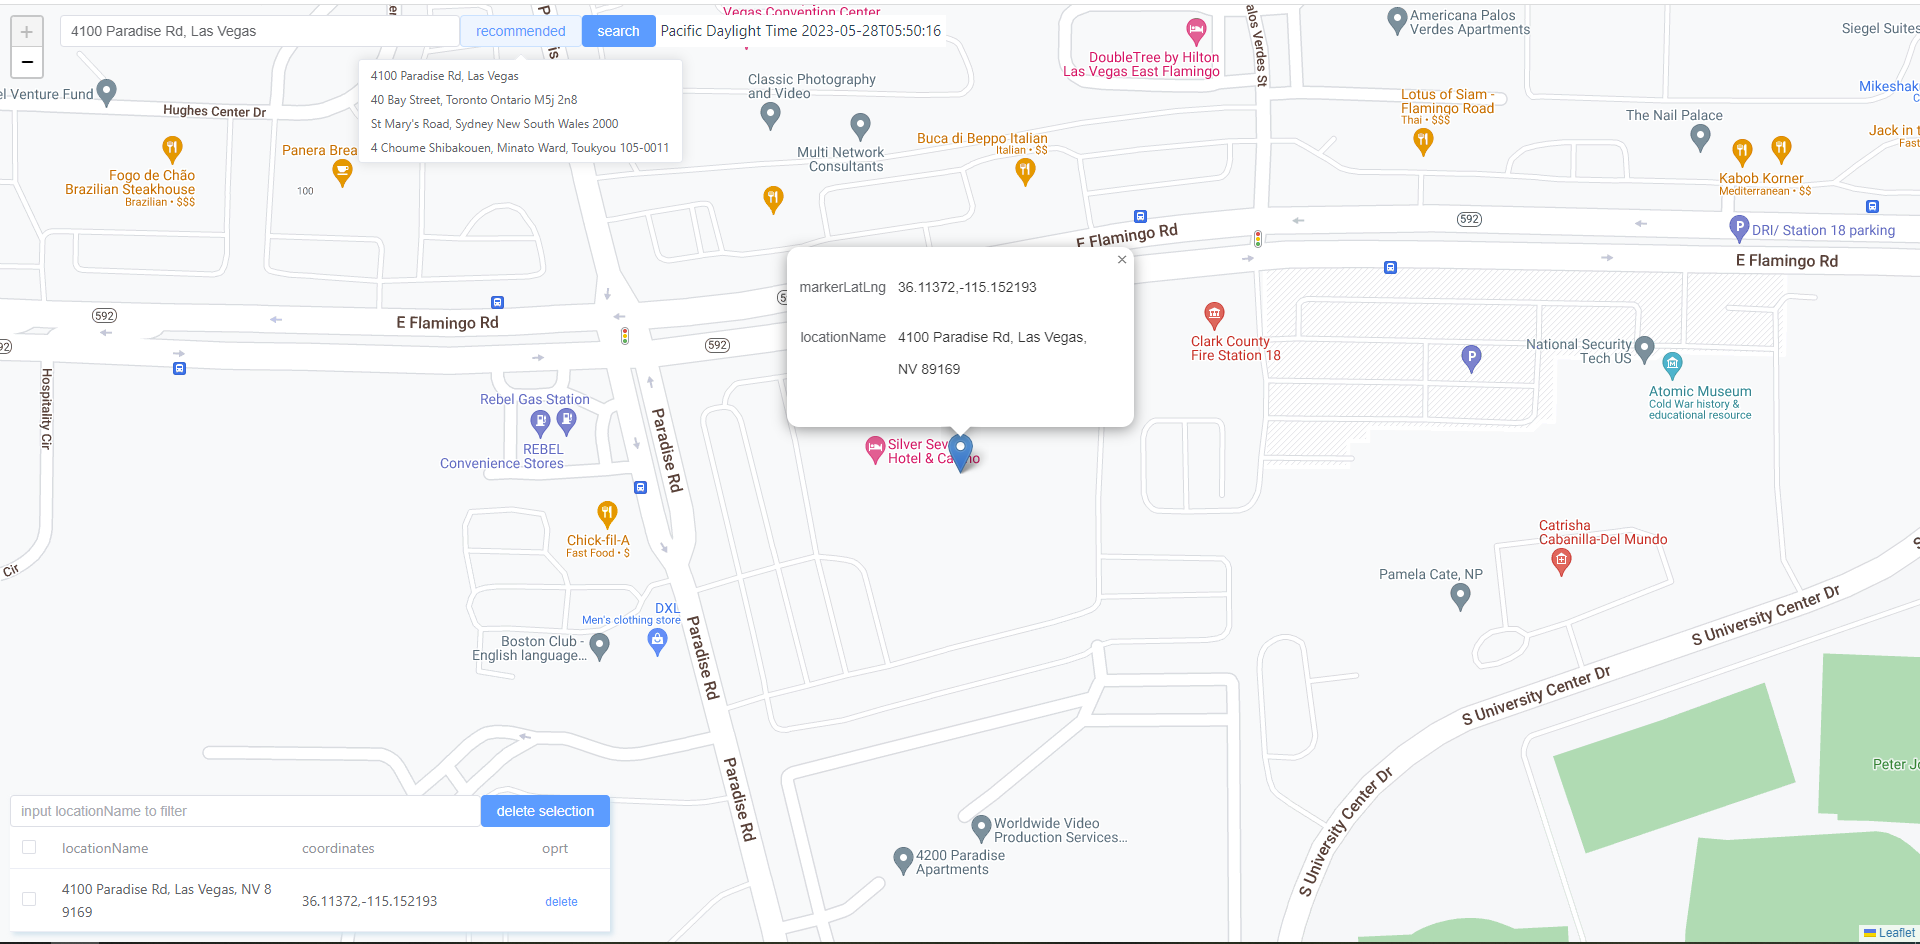 +
−
4100 Paradise Rd, Las Vegas
recommended
search
Pacific Daylight Time 2023-05-28T05:50:16
4100 Paradise Rd, Las Vegas
40 Bay Street, Toronto Ontario M5j 2n8
St Mary's Road, Sydney New South Wales 2000
4 Choume Shibakouen, Minato Ward, Toukyou 105-0011
Vegas Convention Center
alos Verdes St
Americana Palos
Verdes Apartments
Siegel Suites
DoubleTree by Hilton
Las Vegas East Flamingo
el Venture Fund
Hughes Center Dr
Classic Photography
and Video
Multi Network
Consultants
Buca di Beppo Italian
Italian • $$
Lotus of Siam -
Flamingo Road
Thai • $$$
The Nail Palace
Mikeshak
Jack in t
Fast
Kabob Korner
Mediterranean • $$
Panera Brea
100
Fogo de Chão
Brazilian Steakhouse
Brazilian • $$$
592
P
DRI/ Station 18 parking
E Flamingo Rd
E Flamingo Rd
×
markerLatLng 36.11372,-115.152193
locationName 4100 Paradise Rd, Las Vegas,
NV 89169
592
E Flamingo Rd
592
Clark County
Fire Station 18
P
National Security
Tech US
Atomic Museum
Cold War history &
educational resource
Hospitality Cir
Rebel Gas Station
REBEL
Convenience Stores
Paradise Rd
Silver Sev
Hotel & Ca no
Chick-fil-A
Fast Food • $
Catrisha
Cabanilla-Del Mundo
Pamela Cate, NP
Cir
DXL
Men's clothing store
Boston Club -
English language...
Paradise Rd
S University Center Dr
S University Center Dr
Paradise Rd
S University Center Dr
Peter Jo
Worldwide Video
Production Services...
4200 Paradise
Apartments
input locationName to filter
delete selection
locationName coordinates oprt
4100 Paradise Rd, Las Vegas, NV 8
9169
36.11372,-115.152193
delete
Leaflet